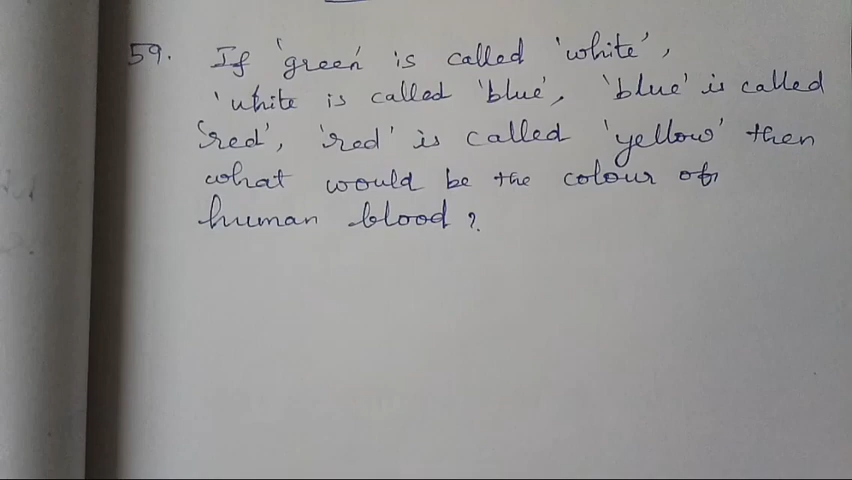 59. If 'green' is called 'white',
'white is called 'blue', 'blue' is called
'red', 'red' is called 'yellow' then
what would be the colour of
human blood?